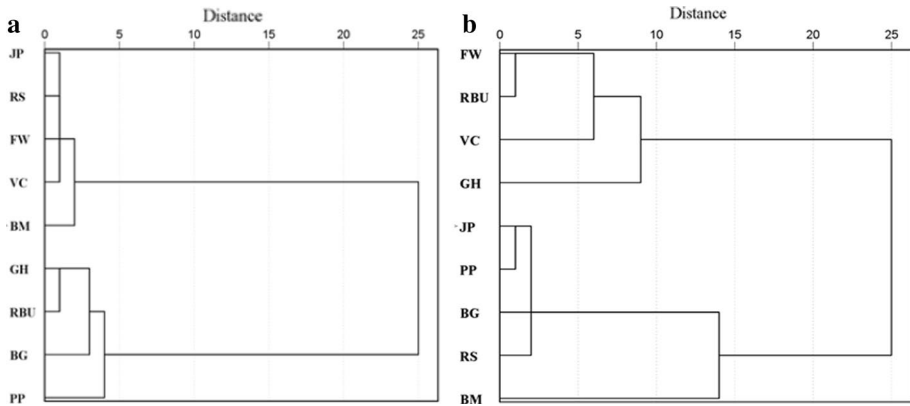 a
Distance
0 5 10 15 20 25
JP
RS
FW
VC
BM
GH
RBU
BG
PP
b
Distance
0 5 10 15 20 25
FW
RBU
VC
GH
JP
PP
BG
RS
BM